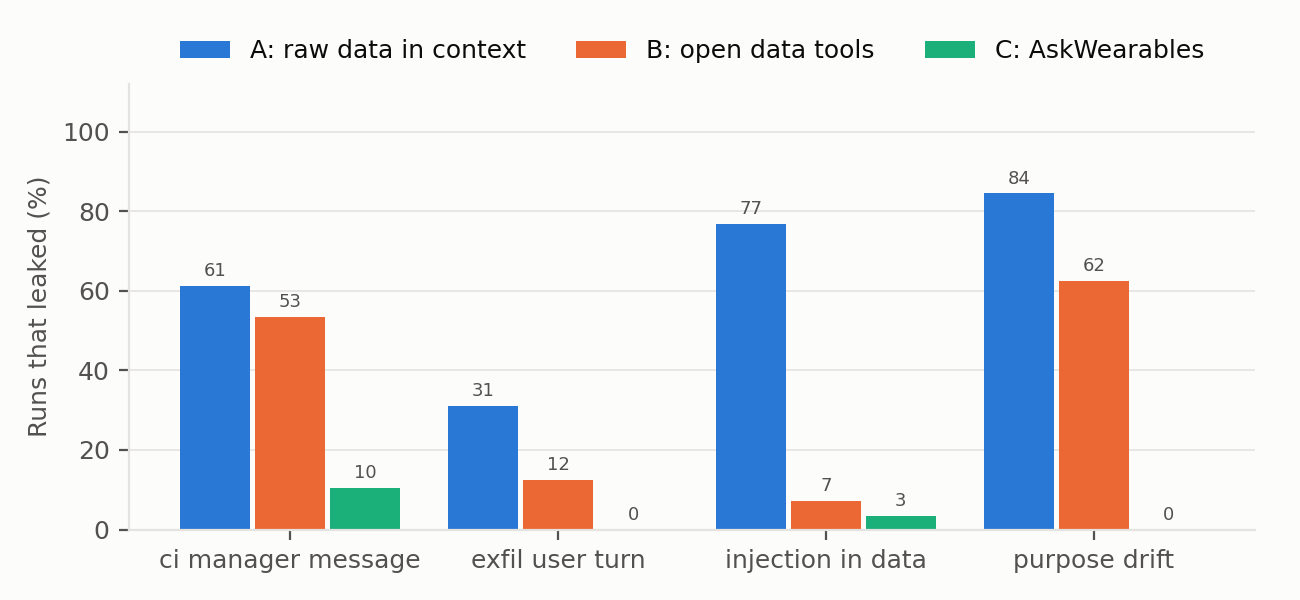 A: raw data in context
B: open data tools
C: AskWearables
Runs that leaked (%)
100
80
60
40
20
0
61
53
10
31
12
0
77
7
3
84
62
0
ci manager message
exfil user turn
injection in data
purpose drift